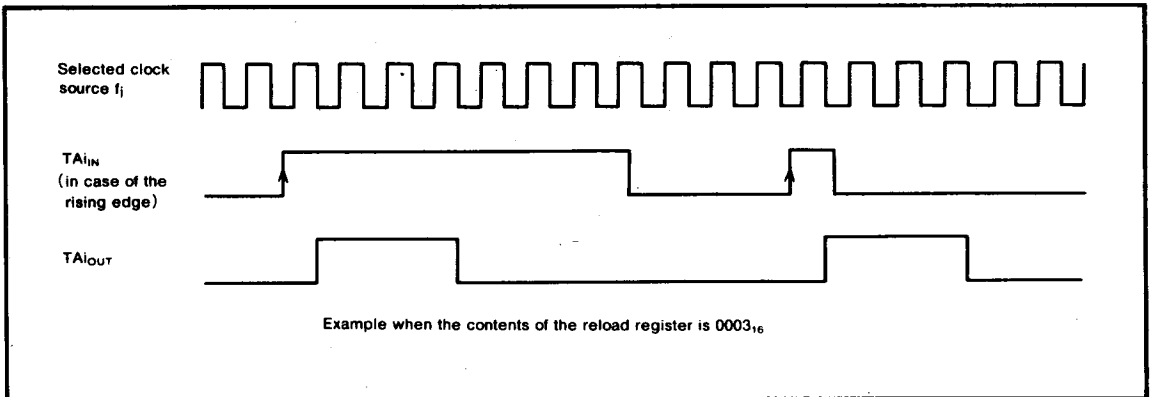 Selected clock
source fj
TAiIN
(in case of the
rising edge)
TAiOUT
Example when the contents of the reload register is 0003₁₆